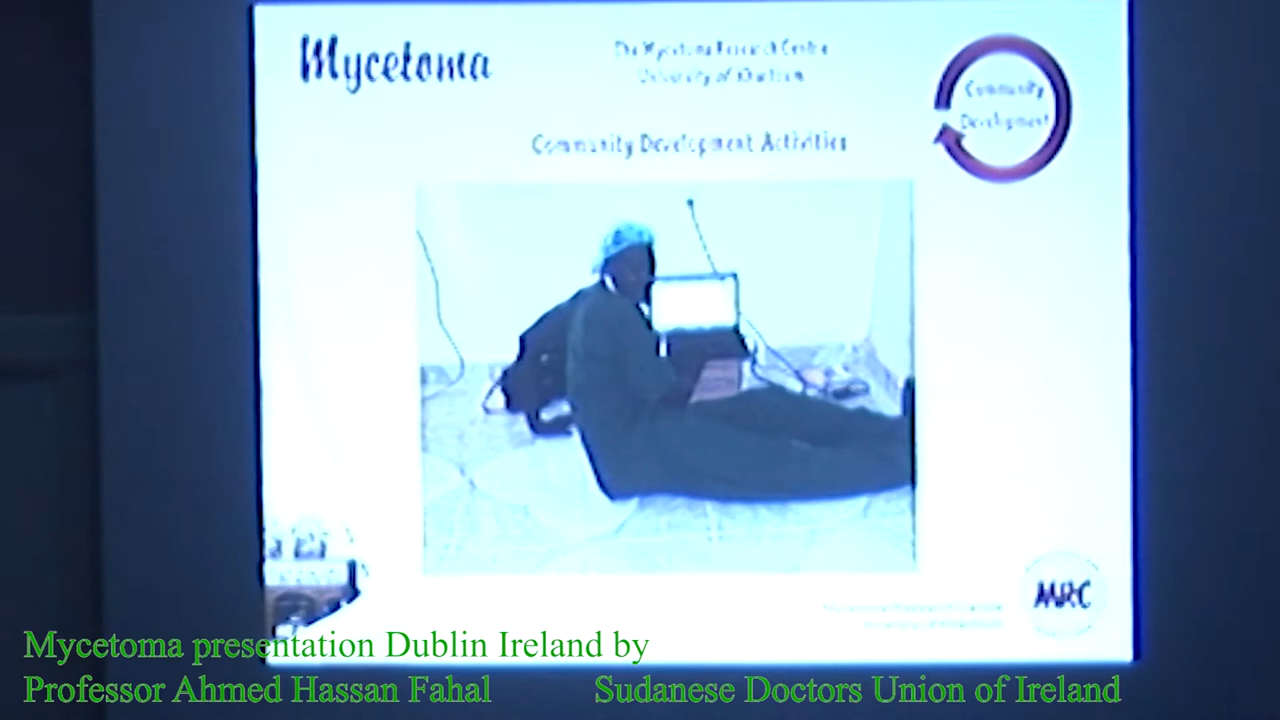 Mycetoma
The Mycetoma Research Centre
University of Khartoum
Community
Development
Community Development Activities
MRC
Mycetoma presentation Dublin Ireland by
Professor Ahmed Hassan Fahal
Sudanese Doctors Union of Ireland